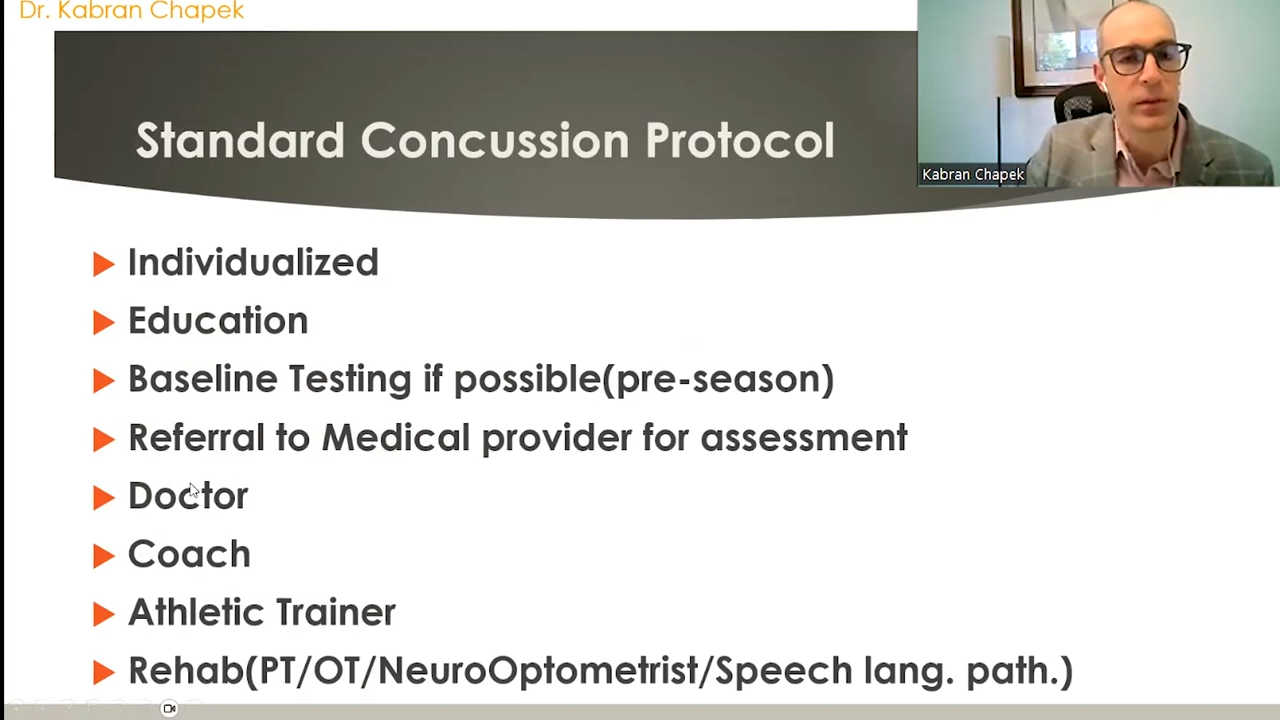 Dr. Kabran Chapek
Standard Concussion Protocol
Kabran Chapek
Individualized
Education
Baseline Testing if possible(pre-season)
Referral to Medical provider for assessment
Doctor
Coach
Athletic Trainer
Rehab(PT/OT/NeuroOptometrist/Speech lang. path.)